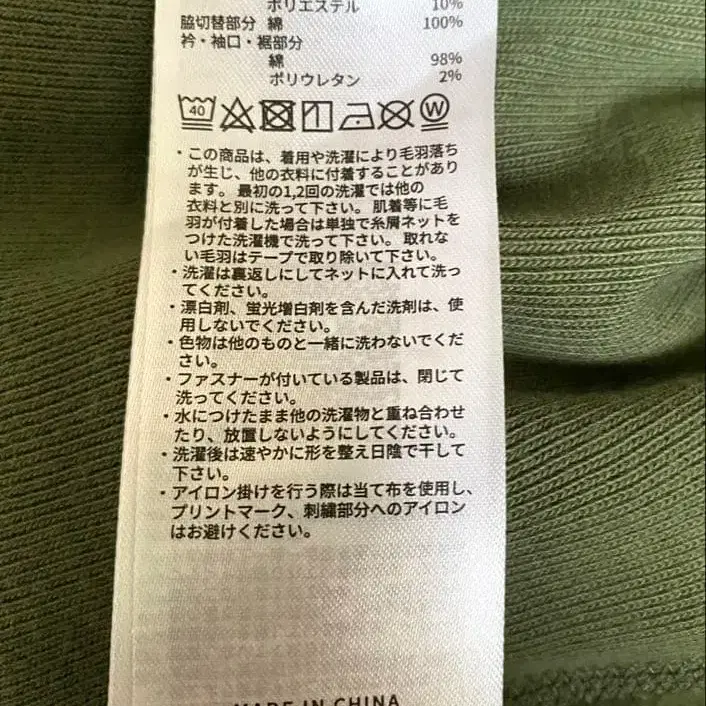 ポリエステル 10%
脇切替部分 綿 100%
衿・袖口・裾部分
綿 98%
ポリウレタン 2%
40 W
・この商品は、着用や洗濯により毛羽落ち
が生じ、他の衣料に付着することがあり
ます。最初の1,2回の洗濯では他の
衣料と別に洗って下さい。肌着等に毛
羽が付着した場合は単独で糸屑ネットを
つけた洗濯機で洗って下さい。取れな
い毛羽はテープで取り除いて下さい。
・洗濯は裏返しにしてネットに入れて洗っ
てください。
・漂白剤、蛍光増白剤を含んだ洗剤は、使
用しないでください。
・色物は他のものと一緒に洗わないでくだ
さい。
・ファスナーが付いている製品は、閉じて
洗ってください。
・水につけたまま他の洗濯物と重ね合わせ
たり、放置しないようにしてください。
・洗濯後は速やかに形を整え日陰で干して
下さい。
・アイロン掛けを行う際は当て布を使用し、
プリントマーク、刺繍部分へのアイロン
はお避けください。
MADE IN CHINA